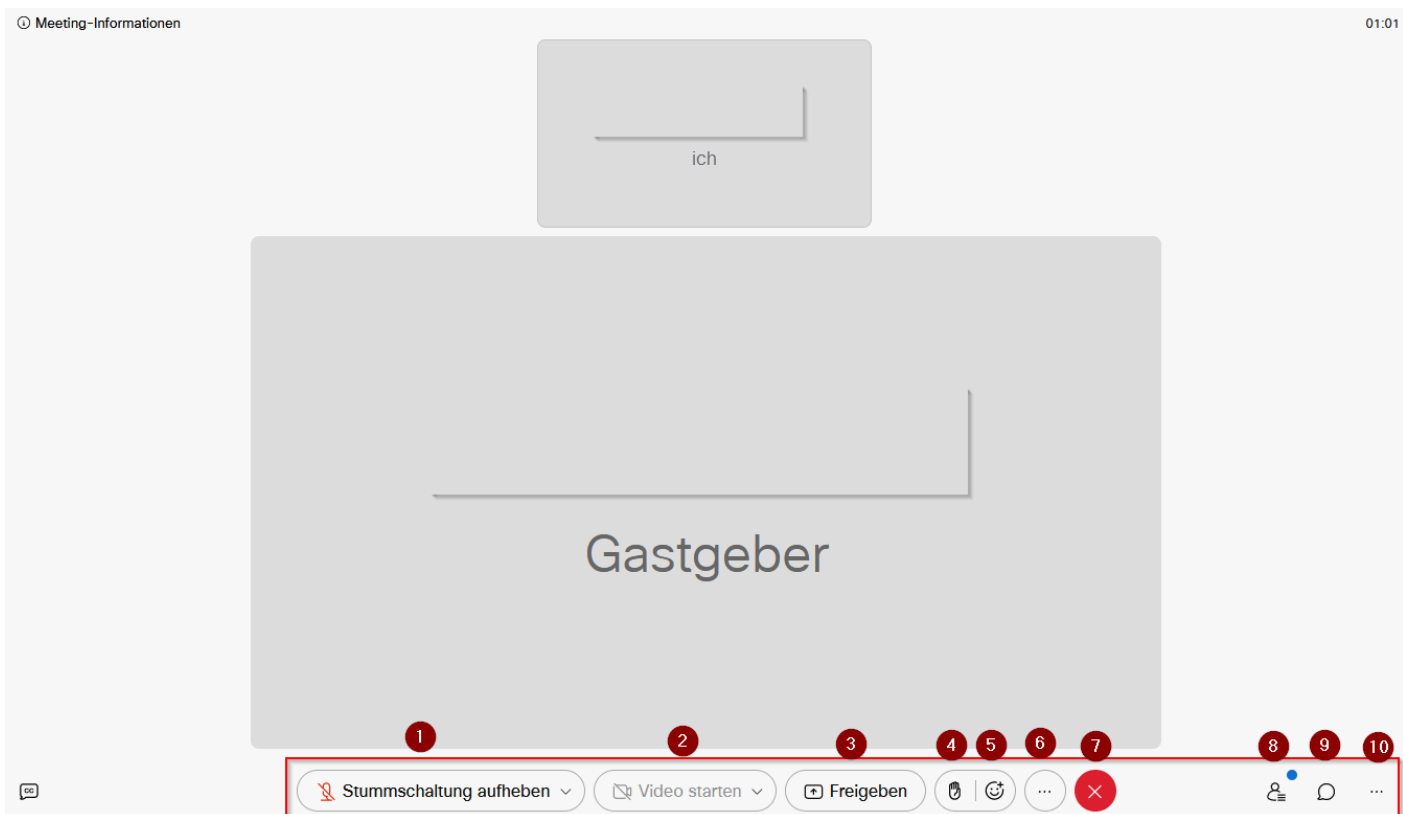 Meeting-Informationen
01:01
ich
Gastgeber
1 2 3 4 5 6 7 8 9 10
CC
Stummschaltung aufheben
Video starten
Freigeben